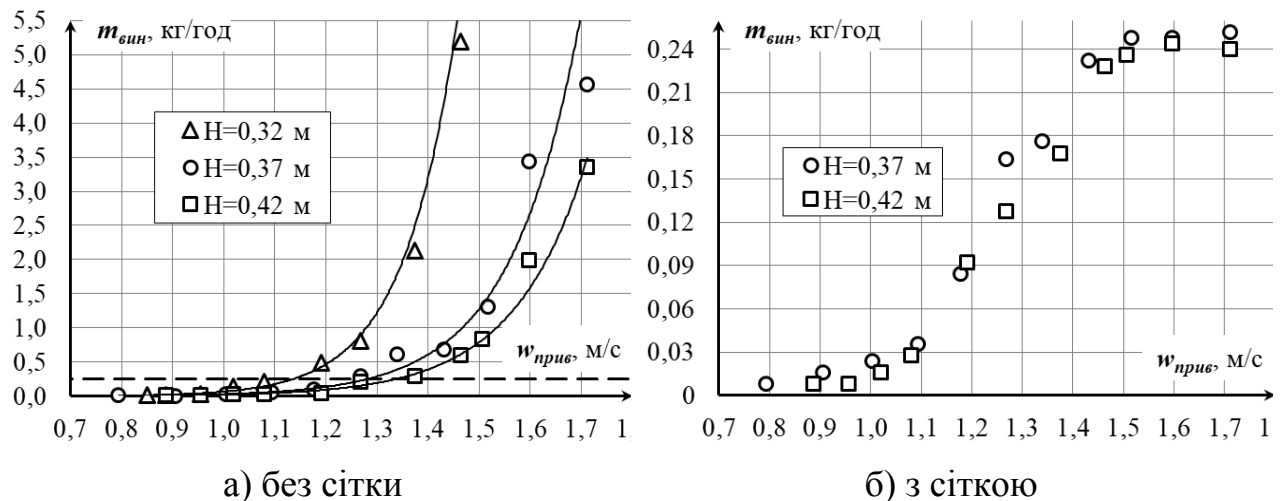 5,5
m_вин, кг/год
5,0
4,5
4,0
H=0,32 м
3,5
H=0,37 м
3,0
H=0,42 м
2,5
2,0
1,5
1,0
w_прив, м/с
0,5
0,0
0,7 0,8 0,9 1,0 1,1 1,2 1,3 1,4 1,5 1,6 1,7 1,
а) без сітки
m_вин, кг/год
0,24
0,21
0,18
H=0,37 м
0,15
H=0,42 м
0,12
0,09
0,06
0,03
w_прив, м/с
0
0,7 0,8 0,9 1,0 1,1 1,2 1,3 1,4 1,5 1,6 1,7 1
б) з сіткою